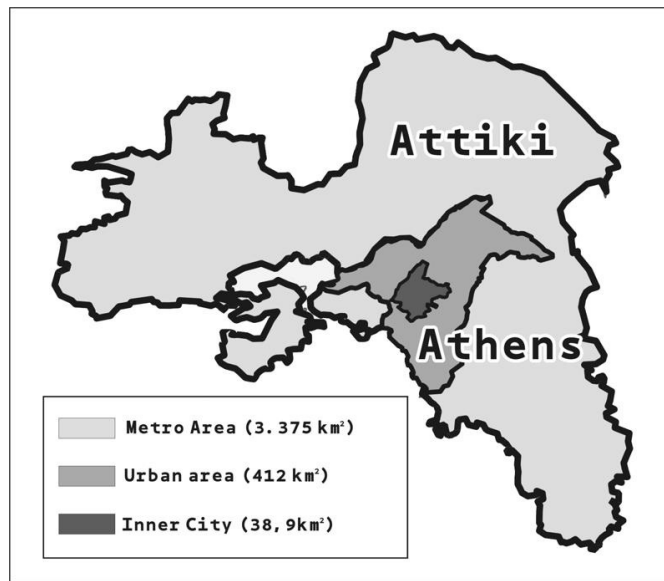 Attiki
Athens
Metro Area (3.375 km²)
Urban area (412 km²)
Inner City (38,9km²)